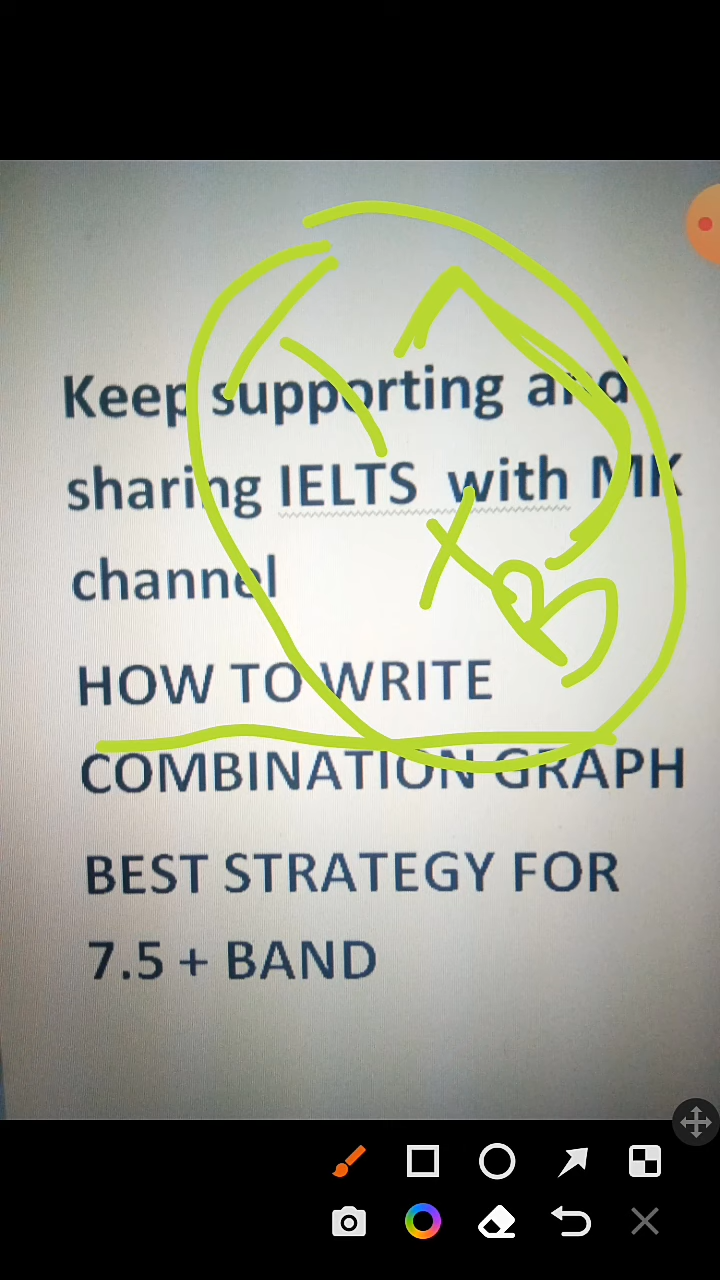 Keep supporting and
sharing IELTS with MK
channel
HOW TO WRITE
COMBINATION GRAPH
BEST STRATEGY FOR
7.5 + BAND